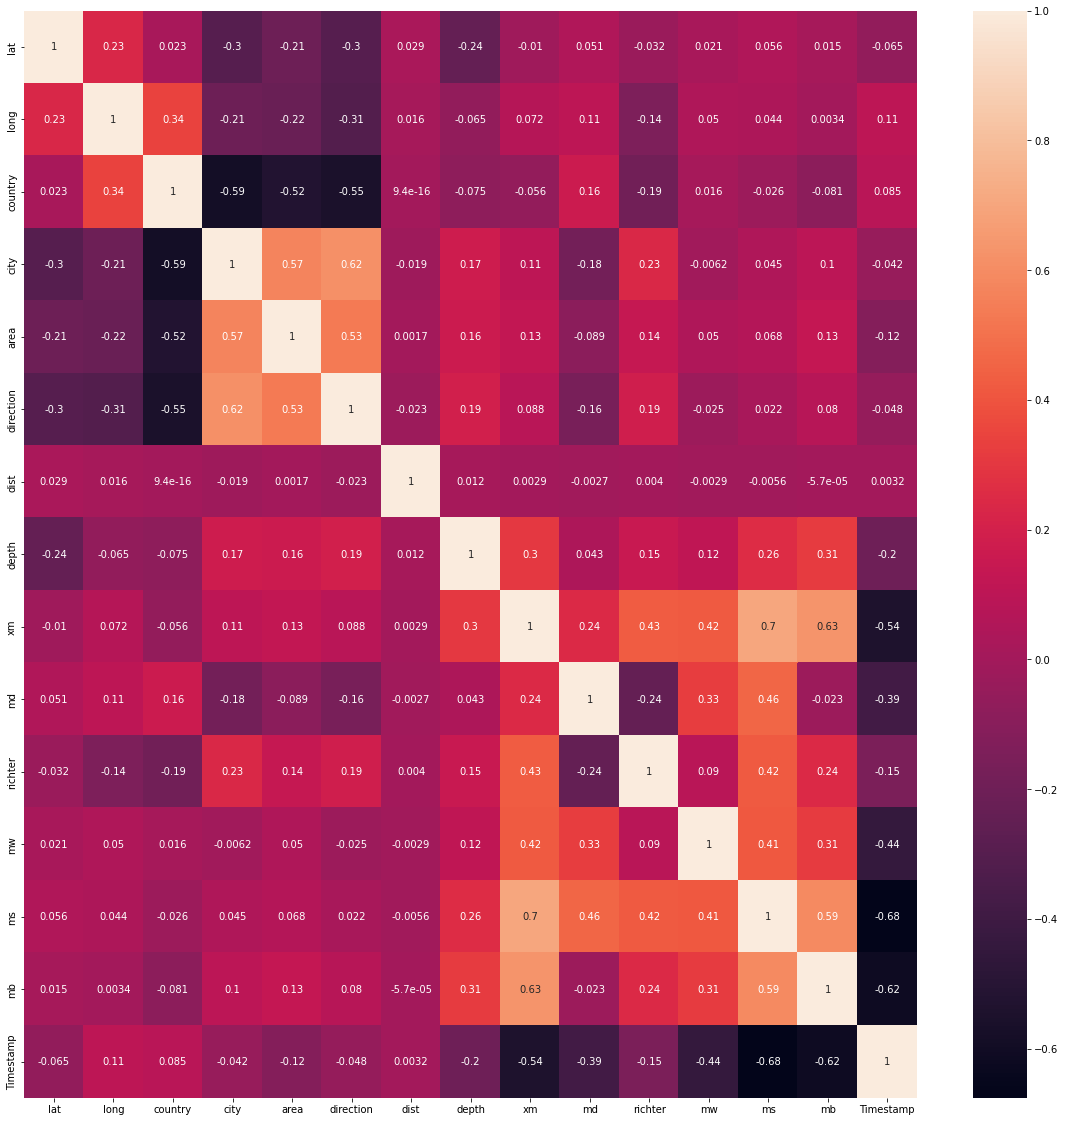 lat 1 0.23 0.023 -0.3 -0.21 -0.3 0.029 -0.24 -0.01 0.051 -0.032 0.021 0.056 0.015 -0.065
long 0.23 1 0.34 -0.21 -0.22 -0.31 0.016 -0.065 0.072 0.11 -0.14 0.05 0.044 0.0034 0.11
country 0.023 0.34 1 -0.59 -0.52 -0.55 9.4e-16 -0.075 -0.056 0.16 -0.19 0.016 -0.026 -0.081 0.085
city -0.3 -0.21 -0.59 1 0.57 0.62 -0.019 0.17 0.11 -0.18 0.23 -0.0062 0.045 0.1 -0.042
area -0.21 -0.22 -0.52 0.57 1 0.53 0.0017 0.16 0.13 -0.089 0.14 0.05 0.068 0.13 -0.12
direction -0.3 -0.31 -0.55 0.62 0.53 1 -0.023 0.19 0.088 -0.16 0.19 -0.025 0.022 0.08 -0.048
dist 0.029 0.016 9.4e-16 -0.019 0.0017 -0.023 1 0.012 0.0029 -0.0027 0.004 -0.0029 -0.0056 -5.7e-05 0.0032
depth -0.24 -0.065 -0.075 0.17 0.16 0.19 0.012 1 0.3 0.043 0.15 0.12 0.26 0.31 -0.2
xm -0.01 0.072 -0.056 0.11 0.13 0.088 0.0029 0.3 1 0.24 0.43 0.42 0.7 0.63 -0.54
md 0.051 0.11 0.16 -0.18 -0.089 -0.16 -0.0027 0.043 0.24 1 -0.24 0.33 0.46 -0.023 -0.39
richter -0.032 -0.14 -0.19 0.23 0.14 0.19 0.004 0.15 0.43 -0.24 1 0.09 0.42 0.24 -0.15
mw 0.021 0.05 0.016 -0.0062 0.05 -0.025 -0.0029 0.12 0.42 0.33 0.09 1 0.41 0.31 -0.44
ms 0.056 0.044 -0.026 0.045 0.068 0.022 -0.0056 0.26 0.7 0.46 0.42 0.41 1 0.59 -0.68
mb 0.015 0.0034 -0.081 0.1 0.13 0.08 -5.7e-05 0.31 0.63 -0.023 0.24 0.31 0.59 1 -0.62
Timestamp -0.065 0.11 0.085 -0.042 -0.12 -0.048 0.0032 -0.2 -0.54 -0.39 -0.15 -0.44 -0.68 -0.62 1
lat long country city area direction dist depth xm md richter mw ms mb Timestamp
1.0
0.8
0.6
0.4
0.2
0.0
−0.2
−0.4
−0.6